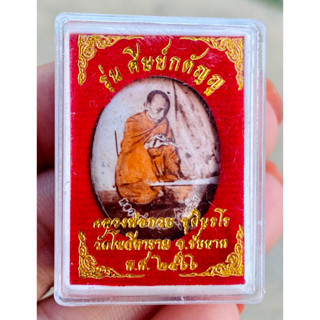 รุ่น ศิษย์กตัญญู
หลวงพ่อกวย ชุตินฺธโร
วัดโฆสิตาราม จ.ชัยนาท
พ.ศ. ๒๕๖๖